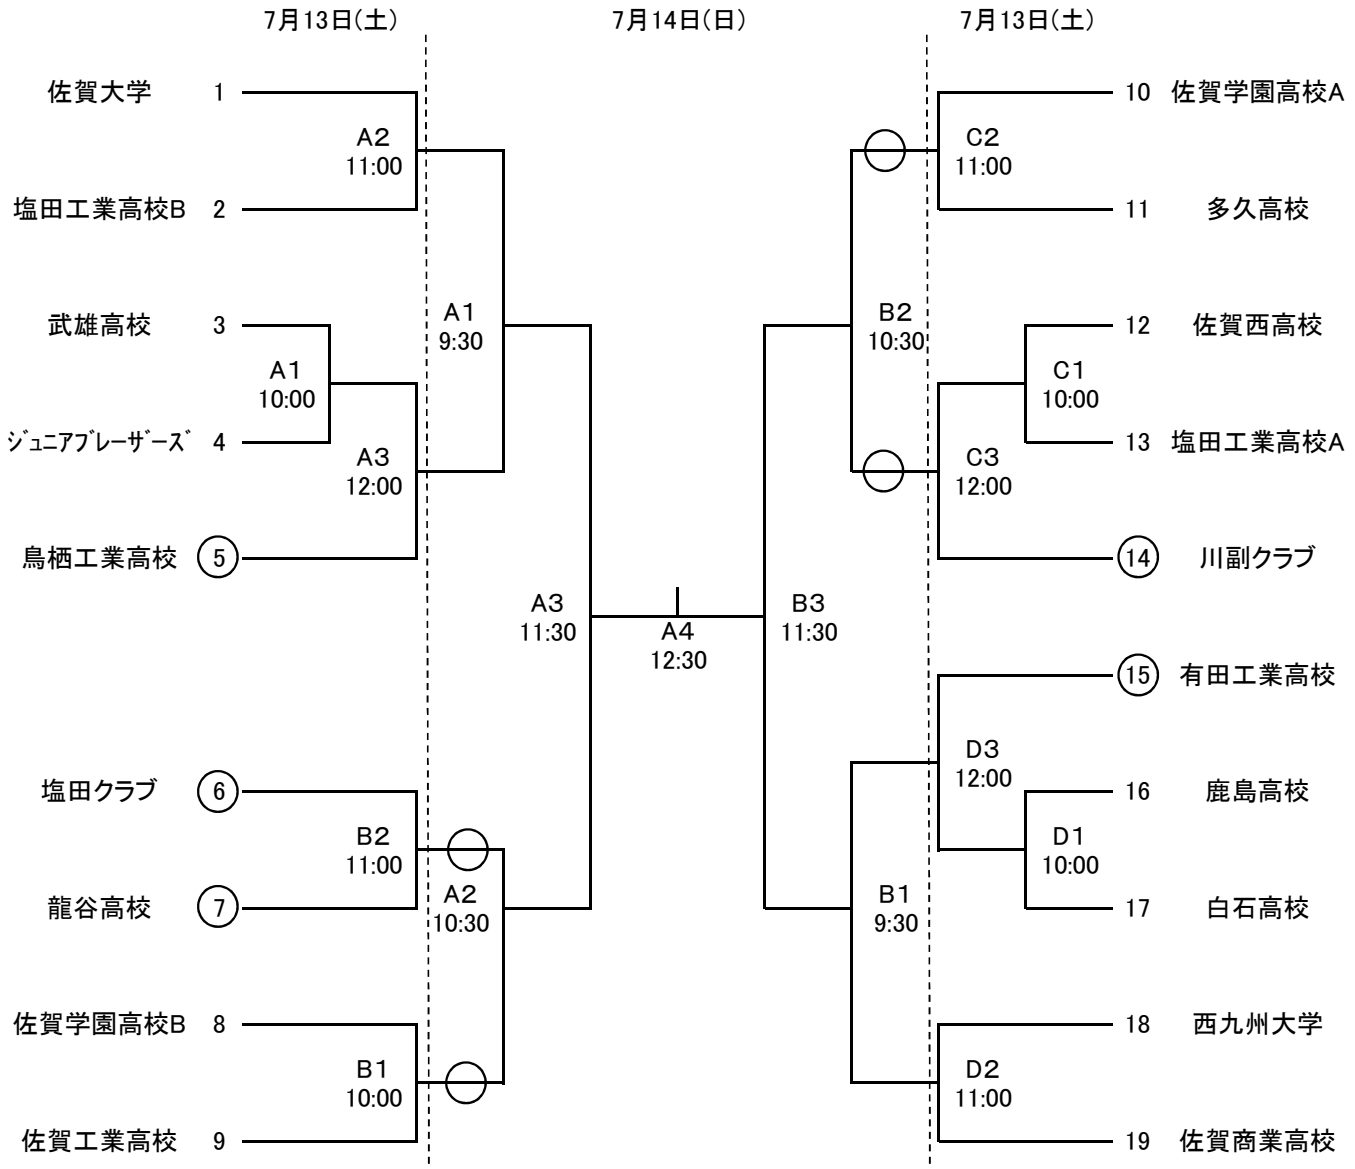 7月13日(土) 7月14日(日) 7月13日(土)
佐賀大学 1 10 佐賀学園高校A
A2 C2
11:00 11:00
塩田工業高校B 2 11 多久高校
A1 B2
9:30 10:30
武雄高校 3 12 佐賀西高校
A1 C1
10:00 10:00
ジュニアブレーザーズ 4 13 塩田工業高校A
A3 C3
12:00 12:00
鳥栖工業高校 5 14 川副クラブ
A3 B3
11:30 11:30
A4
12:30
15 有田工業高校
D3
12:00
塩田クラブ 6 16 鹿島高校
B2 D1
11:00 10:00
A2 B1
10:30 9:30
龍谷高校 7 17 白石高校
佐賀学園高校B 8 18 西九州大学
B1 D2
10:00 11:00
佐賀工業高校 9 19 佐賀商業高校